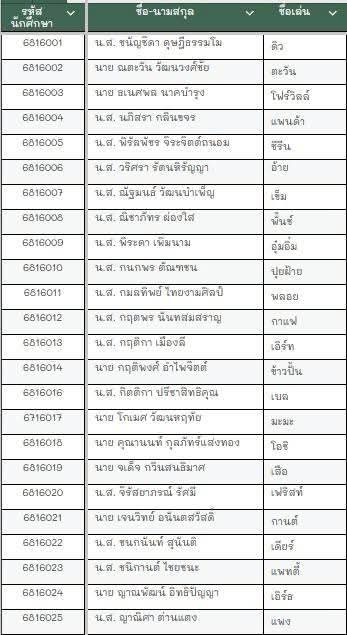 รหัสนักศึกษา ชื่อ-นามสกุล ชื่อเล่น
6816001 น.ส. ชนัญชิดา ดุษฎีธรรมโม ดิว
6816002 นาย ณตะวัน วัฒนวงศ์ชัย ตะวัน
6816003 นาย ธเนศพล นาคบำรุง โฟร์วิลล์
6816004 น.ส. นภิสรา กลินขจร แพนด้า
6816005 น.ส. พิรัลพัชร จิระจิตต์ถนอม ซีรีน
6816006 น.ส. วริศรา รัตนหิรัญญา อ้าย
6816007 น.ส. ณัฐมนธ์ วัฒนบำเพ็ญ เข็ม
6816008 น.ส. ณิชาภัทร ผ่องใส พั้นช์
6816009 น.ส. พิระดา เพิ่มนาม อุ๋มอิ๋ม
6816010 น.ส. กนกพร ตัณฑชน ปุยฝ้าย
6816011 น.ส. กมลทิพย์ ไทยงามศิลป์ พลอย
6816012 น.ส. กฤตพร นันทสมสราญ กาแฟ
6816013 น.ส. กฤติกา เมืองลี เอิร์ท
6816014 นาย กฤติพงศ์ อำไพจิตต์ ข้าวปั้น
6816016 น.ส. กิตติกา ปรีชาสิทธิคุณ เบล
6716017 นาย โกเมศ วัฒนหฤทัย มะมะ
6816018 นาย คุณานนท์ กุลภัทร์แสงทอง โอชิ
6816019 นาย จเด็จ กวินสนธิมาศ เสือ
6816020 น.ส. จิรัสยาภรณ์ รัศมี เฟริสท์
6816021 นาย เจนวิทย์ อนันตสวัสดิ์ กานต์
6816022 น.ส. ชนกนันท์ สุนันติ เดียร์
6816023 น.ส. ชนิกานต์ ไชยชนะ แพทตี้
6816024 นาย ญาณพัฒน์ อิทธิปัญญา เอิร์ธ
6816025 น.ส. ญาณิศา ด่านแดง แพง